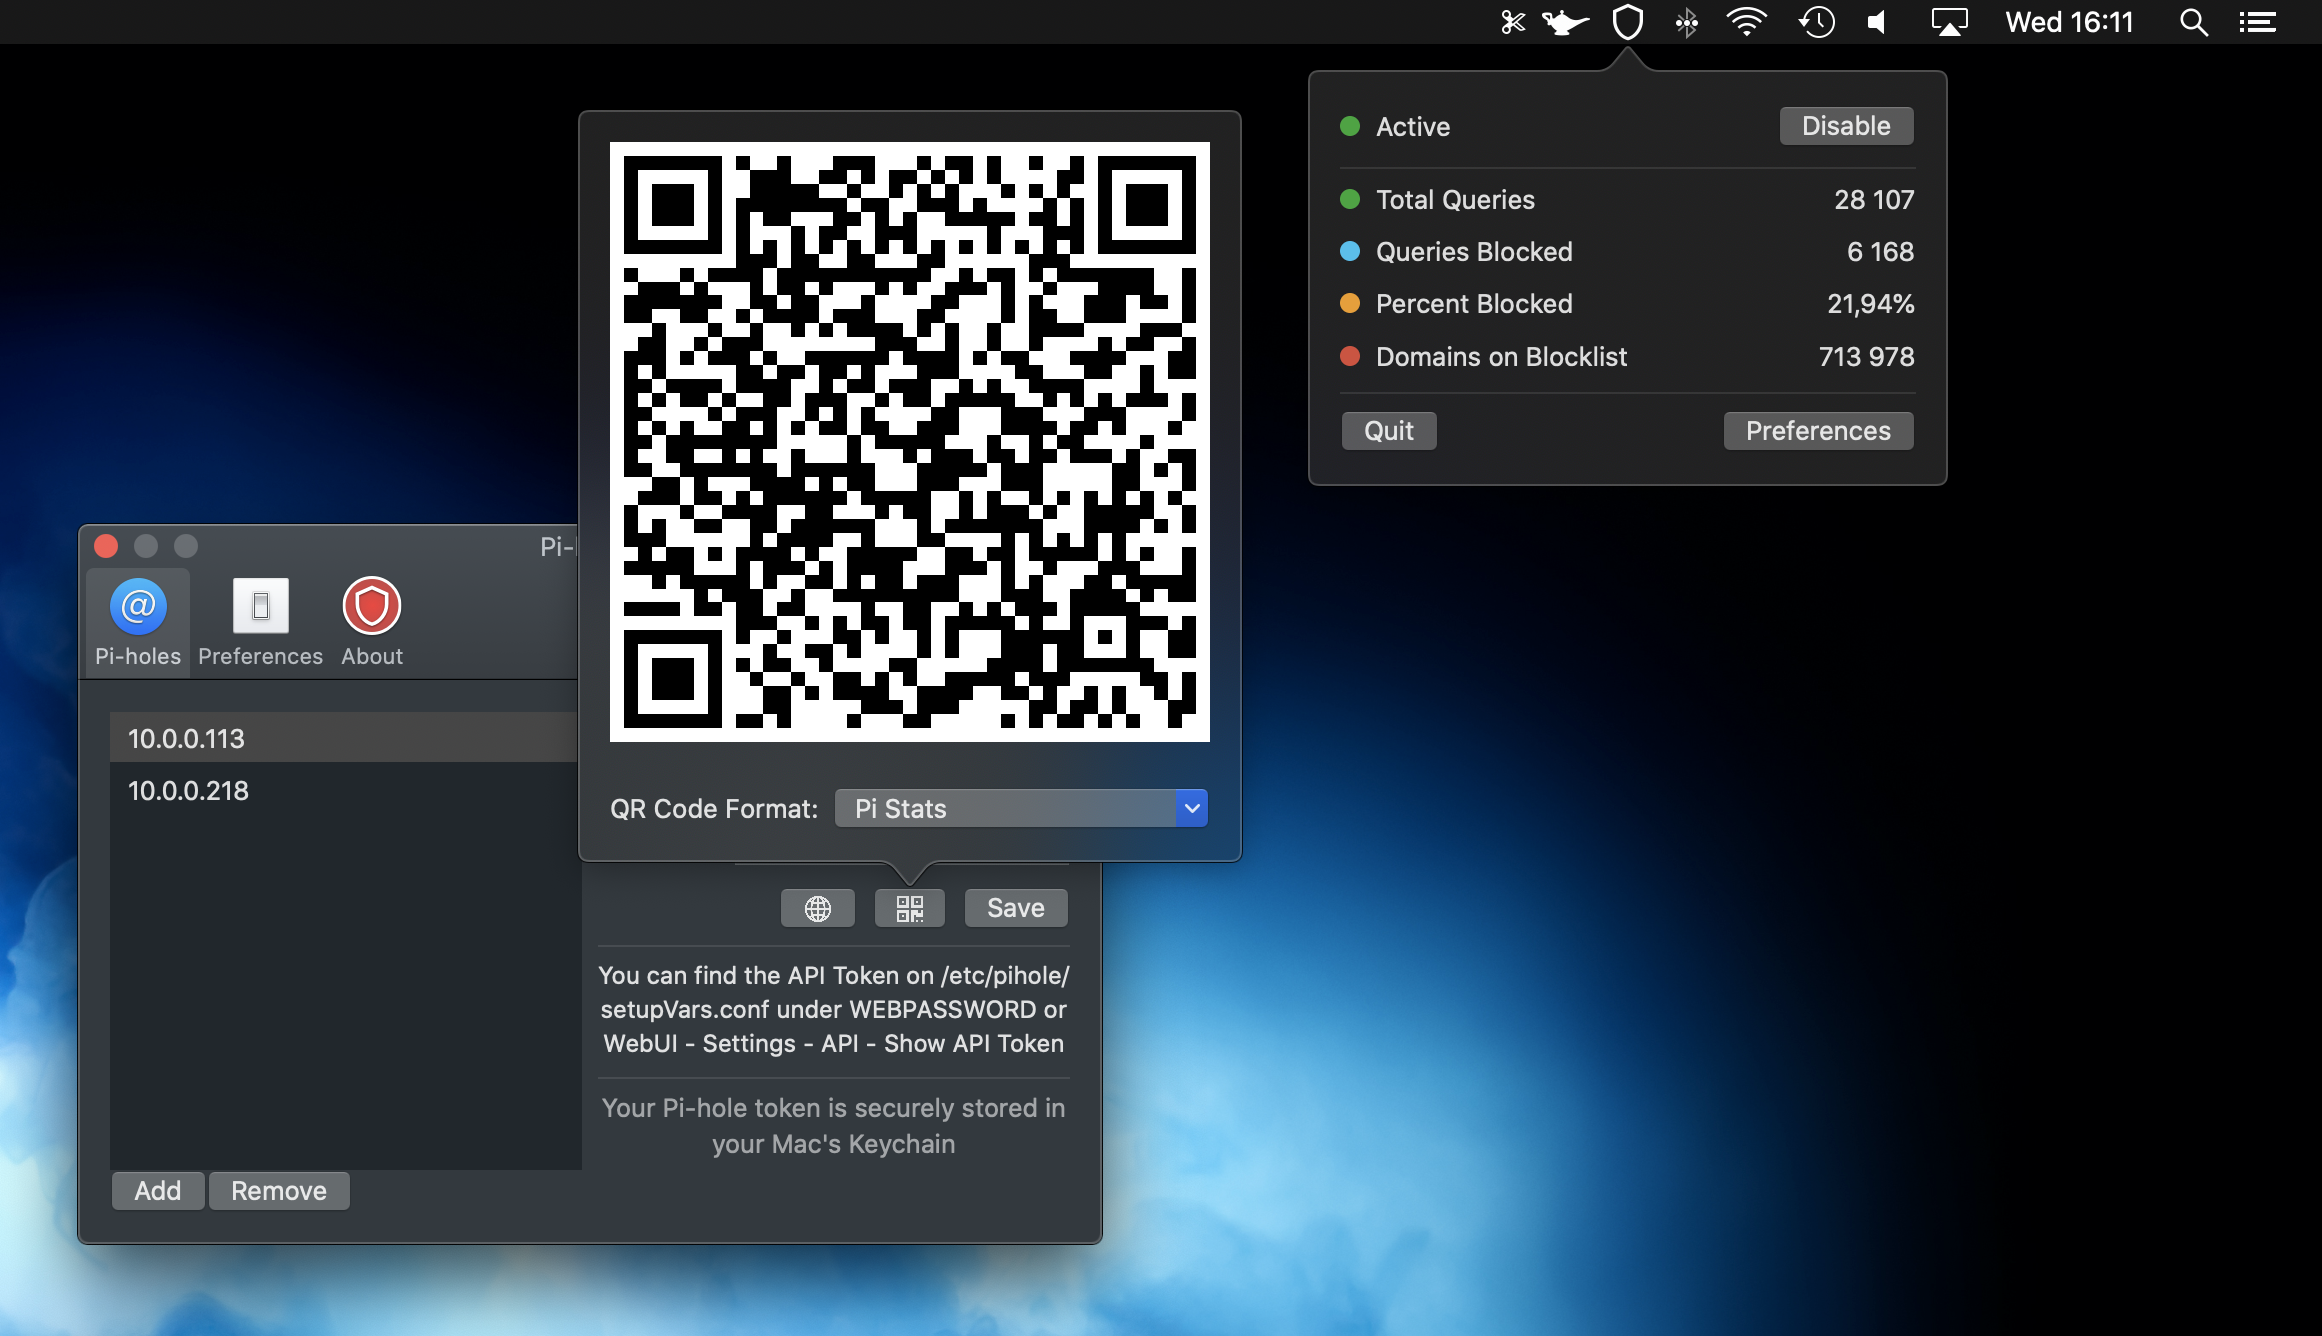 Wed 16:11
Active
Disable
Total Queries
28 107
Queries Blocked
6 168
Percent Blocked
21,94%
Domains on Blocklist
713 978
Quit
Preferences
QR Code Format:
Pi Stats
Pi-holes
Preferences
About
10.0.0.113
10.0.0.218
Save
You can find the API Token on /etc/pihole/
setupVars.conf under WEBPASSWORD or
WebUI - Settings - API - Show API Token
Your Pi-hole token is securely stored in
your Mac's Keychain
Add
Remove